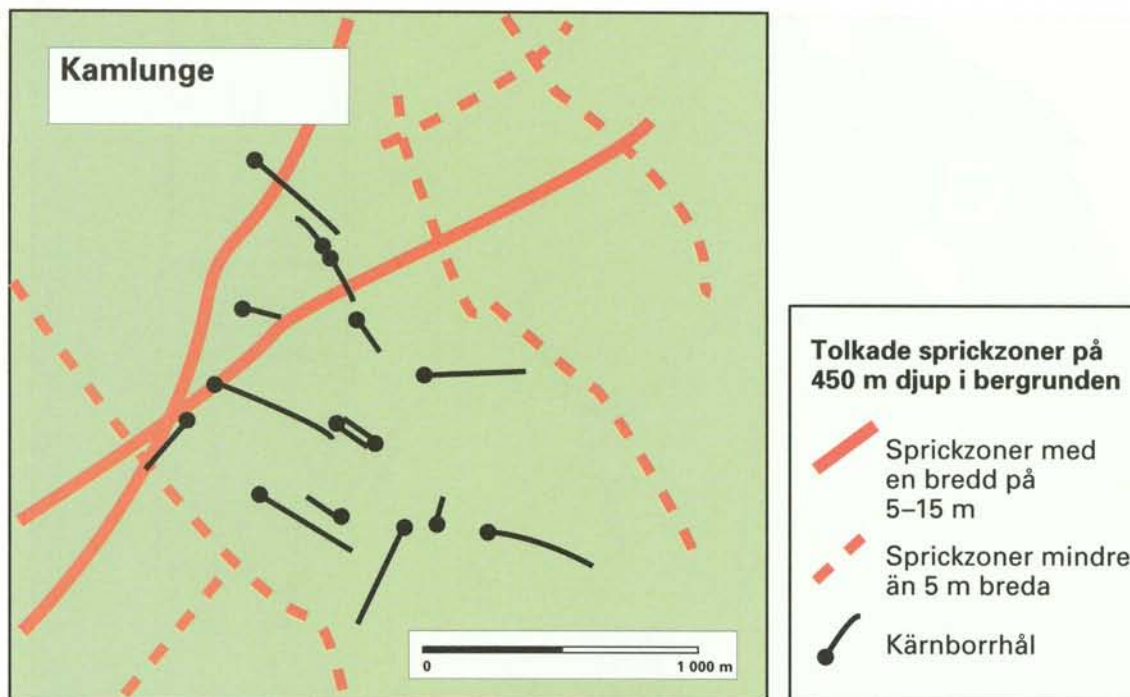 Kamlunge
0
1 000 m
Tolkade sprickzoner på
450 m djup i bergrunden
Sprickzoner med
en bredd på
5–15 m
Sprickzoner mindre
än 5 m breda
Kärnborrhål